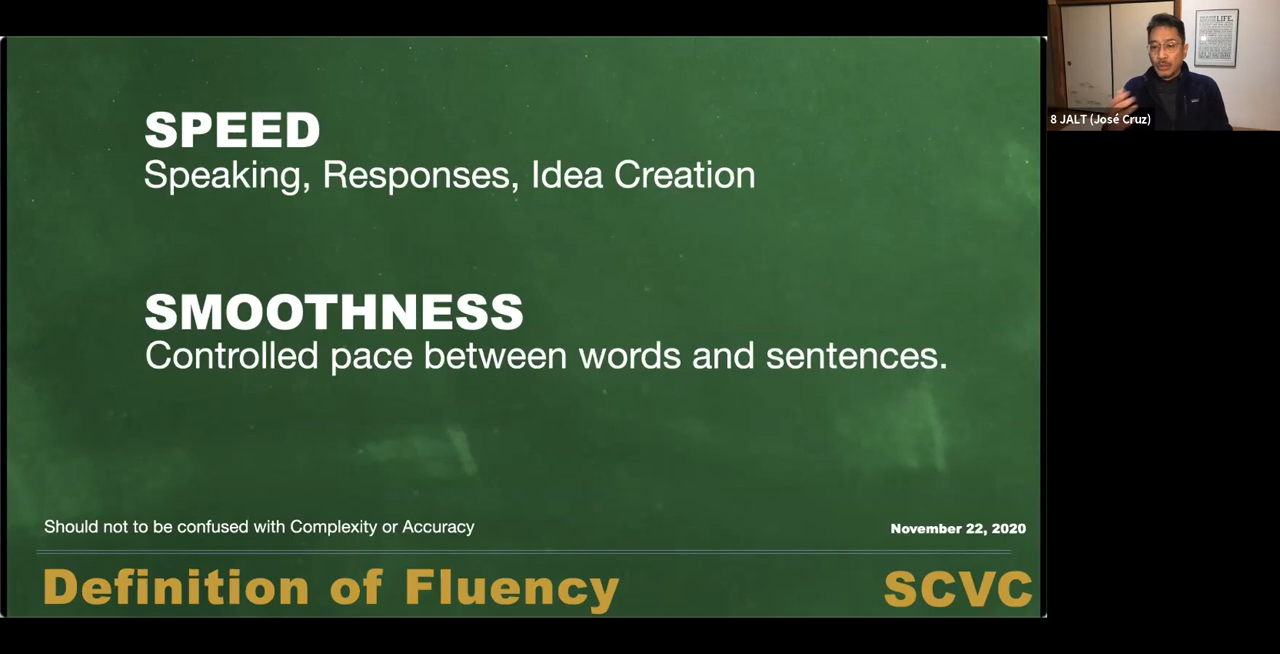 SPEED
Speaking, Responses, Idea Creation
SMOOTHNESS
Controlled pace between words and sentences.
Should not to be confused with Complexity or Accuracy
November 22, 2020
Definition of Fluency
SCVC
LIFE.
8 JALT (José Cruz)